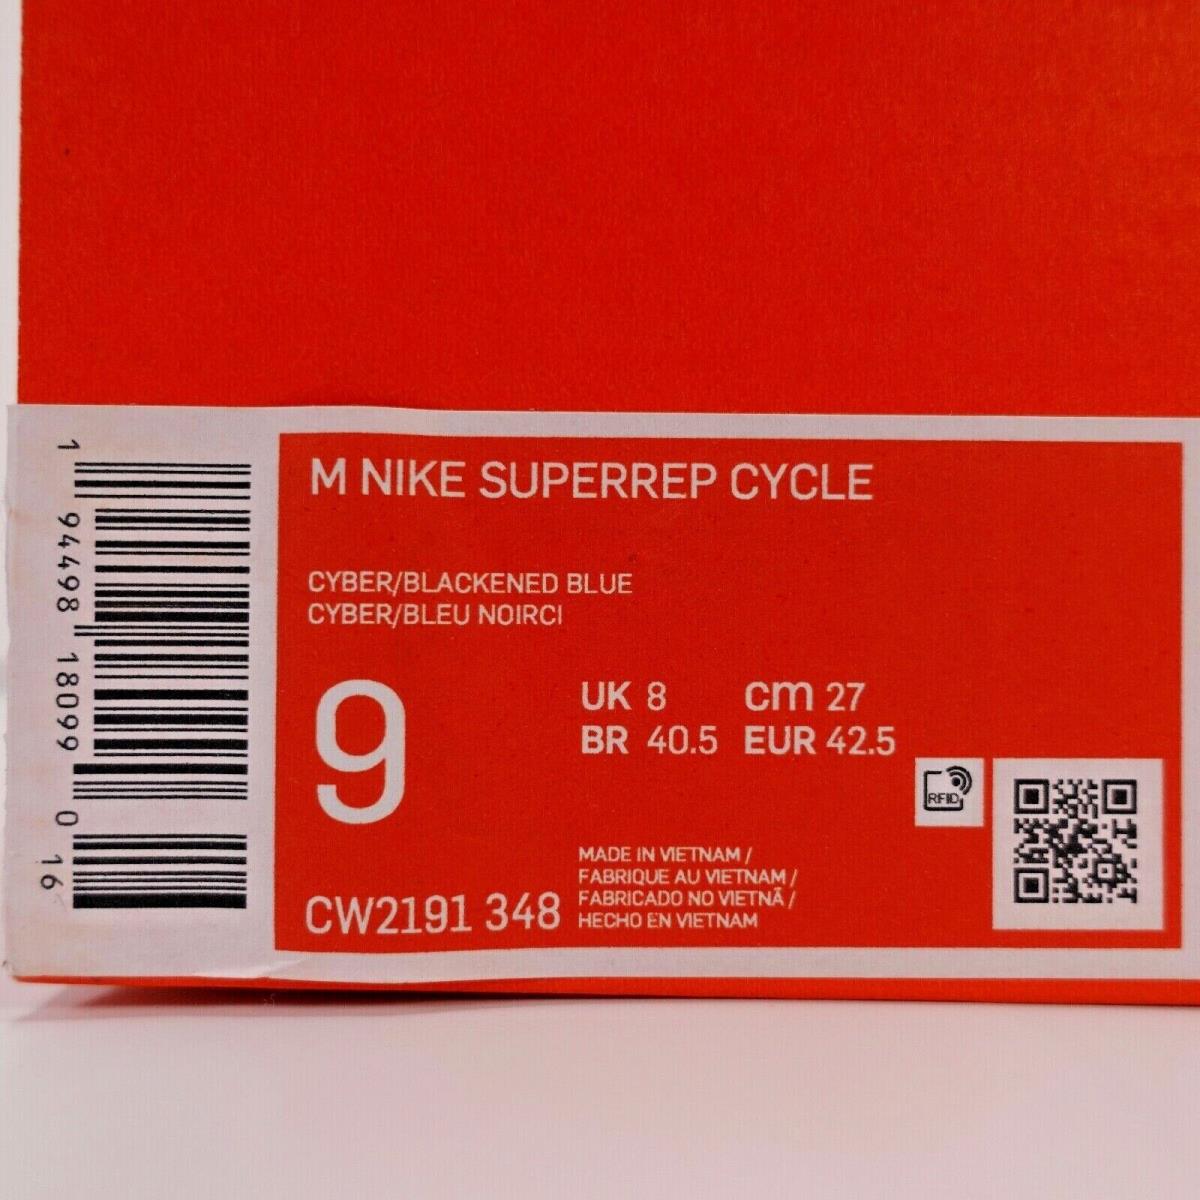 M NIKE SUPERREP CYCLE
CYBER/BLACKENED BLUE
CYBER/BLEU NOIRCI
9
UK 8 cm 27
BR 40.5 EUR 42.5
RFID
CW2191 348
MADE IN VIETNAM /
FABRIQUE AU VIETNAM /
FABRICADO NO VIETNÃ /
HECHO EN VIETNAM
1 94498 18099 0 16